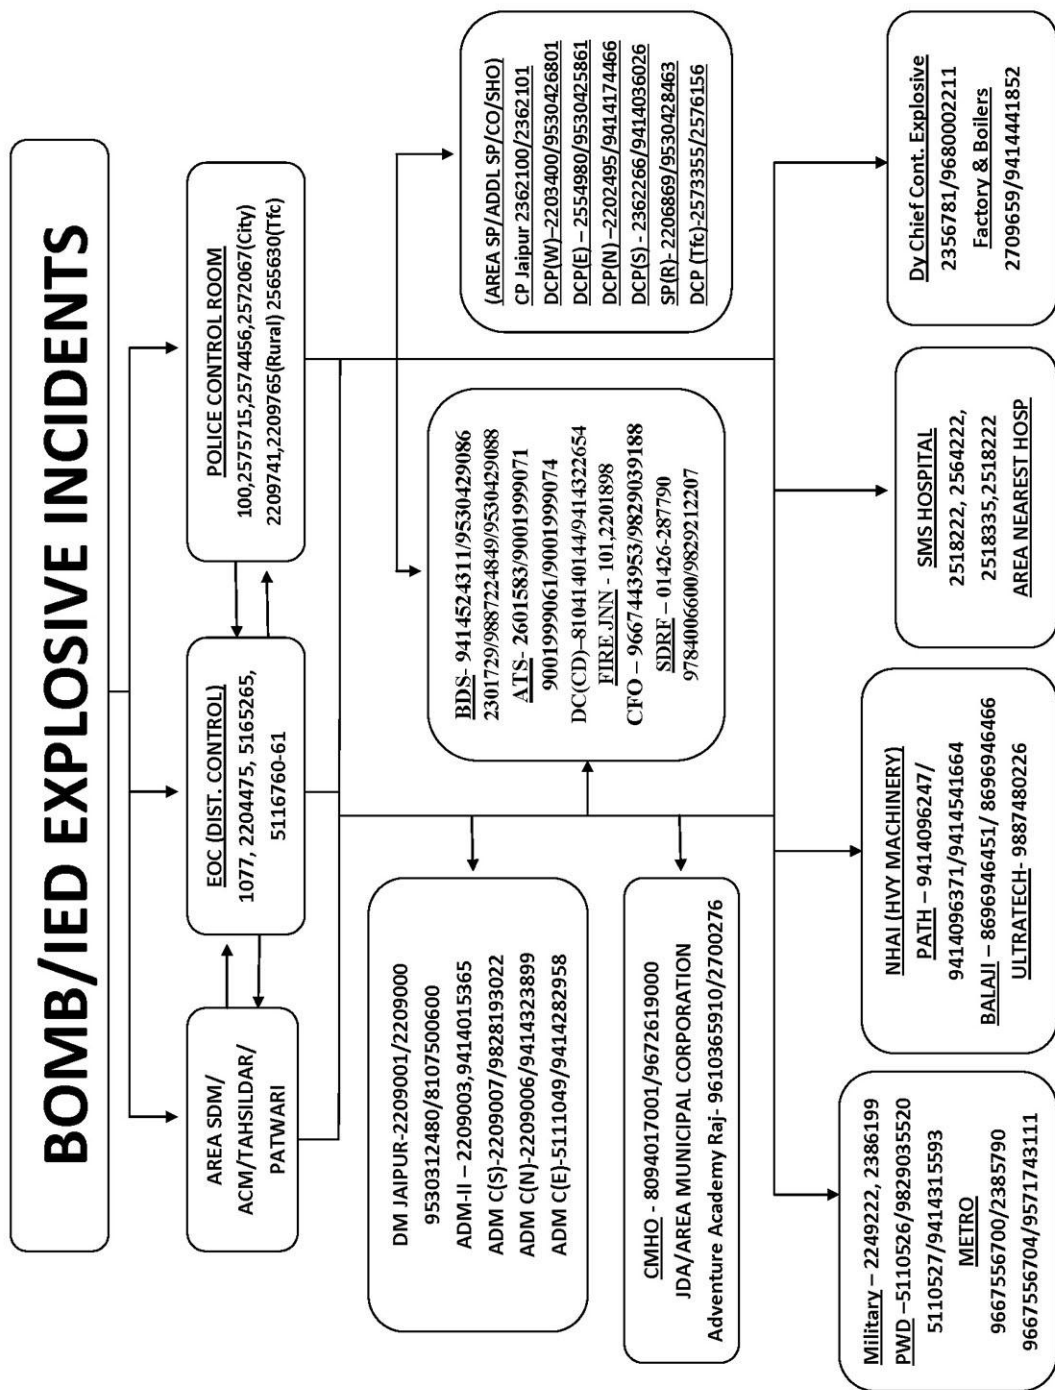 BOMB/IED EXPLOSIVE INCIDENTS
AREA SDM/
ACM/TAHSILDAR/
PATWARI
EOC (DIST. CONTROL)
1077, 2204475, 5165265,
5116760-61
POLICE CONTROL ROOM
100,2575715,2574456,2572067(City)
2209741,2209765(Rural) 2565630(Tfc)
DM JAIPUR-2209001/2209000
9530312480/8107500600
ADM-II – 2209003,9414015365
ADM C(S)-2209007/9828193022
ADM C(N)-2209006/9414323899
ADM C(E)-5111049/9414282958
BDS- 9414524311/9530429086
2301729/9887224849/9530429088
ATS- 2601583/9001999071
9001999061/9001999074
DC(CD)–8104140144/9414322654
FIRE JNN - 101,2201898
CFO – 9667443953/9829039188
SDRF – 01426-287790
9784006600/9829212207
(AREA SP/ADDL SP/CO/SHO)
CP Jaipur 2362100/2362101
DCP(W)–2203400/9530426801
DCP(E) – 2554980/9530425861
DCP(N) –2202495/9414174466
DCP(S) - 2362266/9414036026
SP(R)- 2206869/9530428463
DCP (Tfc)-2573355/2576156
CMHO - 8094017001/9672619000
JDA/AREA MUNICIPAL CORPORATION
Adventure Academy Raj- 9610365910/2700276
Military – 2249222, 2386199
PWD –5110526/9829035520
5110527/9414315593
METRO
9667556700/2385790
9667556704/9571743111
NHAI (HVY MACHINERY)
PATH – 9414096247/
9414096371/9414541664
BALAJI – 8696946451/ 8696946466
ULTRATECH- 9887480226
SMS HOSPITAL
2518222, 2564222,
2518335,2518222
AREA NEAREST HOSP
Dy Chief Cont. Explosive
2356781/9680002211
Factory & Boilers
2709659/9414441852